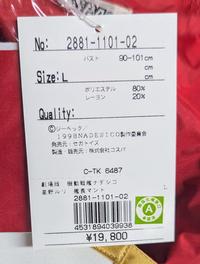 No: 2881-1101-02
バスト 90-101cm
cm
Size: L cm
cm
ポリエステル 80%
レーヨン 20%
Quality:
©ジーベック/
1998NADESICO製作委員会
発売元:セガトイズ
製造・販売元:株式会社コスパ
C-TK 6487
劇場版 機動戦艦ナデシコ
星野ルリ 艦長マント
2881-1101-02
4531894039938
A
¥19,800